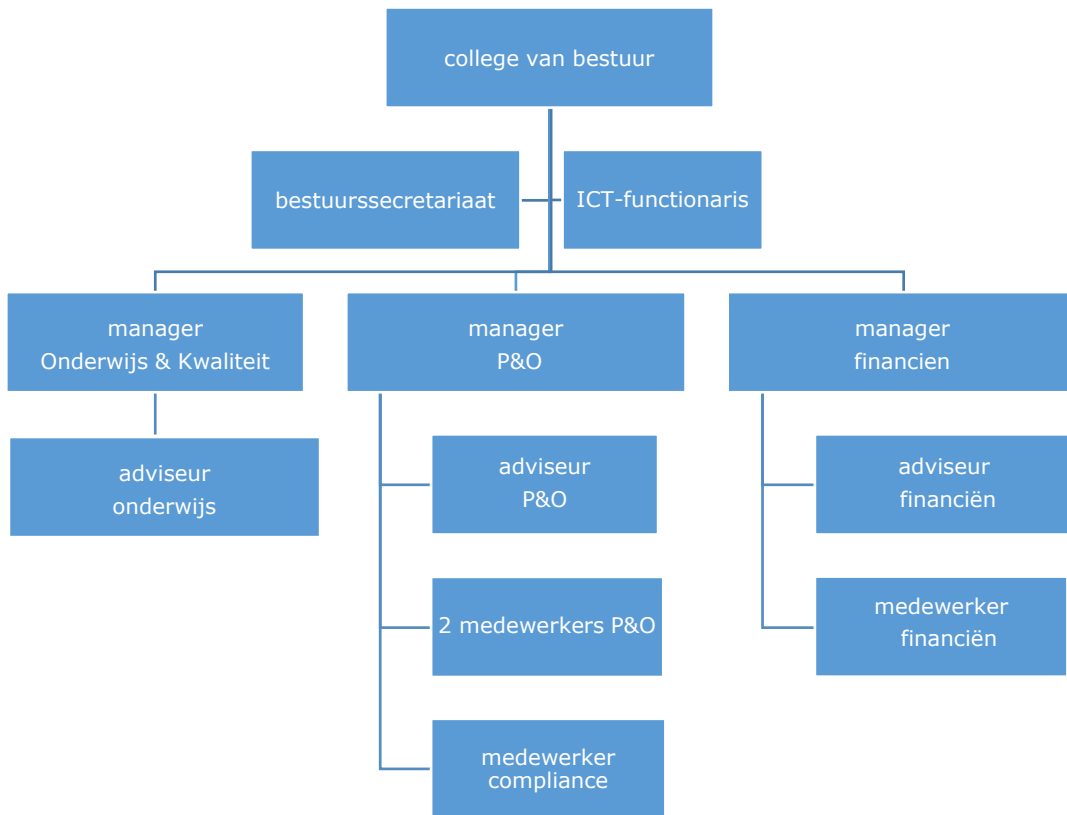 college van bestuur
bestuurssecretariaat
ICT-functionaris
manager
Onderwijs & Kwaliteit
manager
P&O
manager
financien
adviseur
onderwijs
adviseur
P&O
adviseur
financiën
2 medewerkers P&O
medewerker
financiën
medewerker
compliance